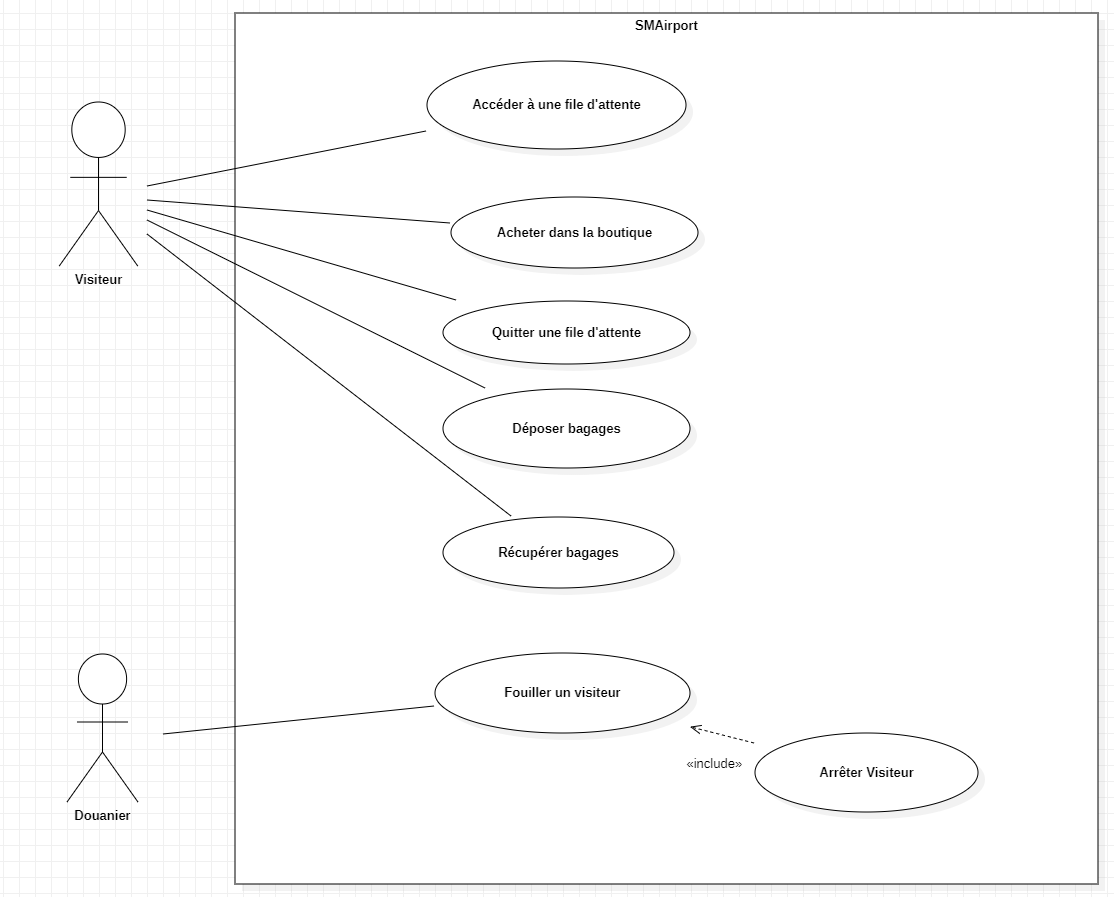 SMAirport
Accéder à une file d'attente
Acheter dans la boutique
Visiteur
Quitter une file d'attente
Déposer bagages
Récupérer bagages
Fouiller un visiteur
«include»
Arrêter Visiteur
Douanier